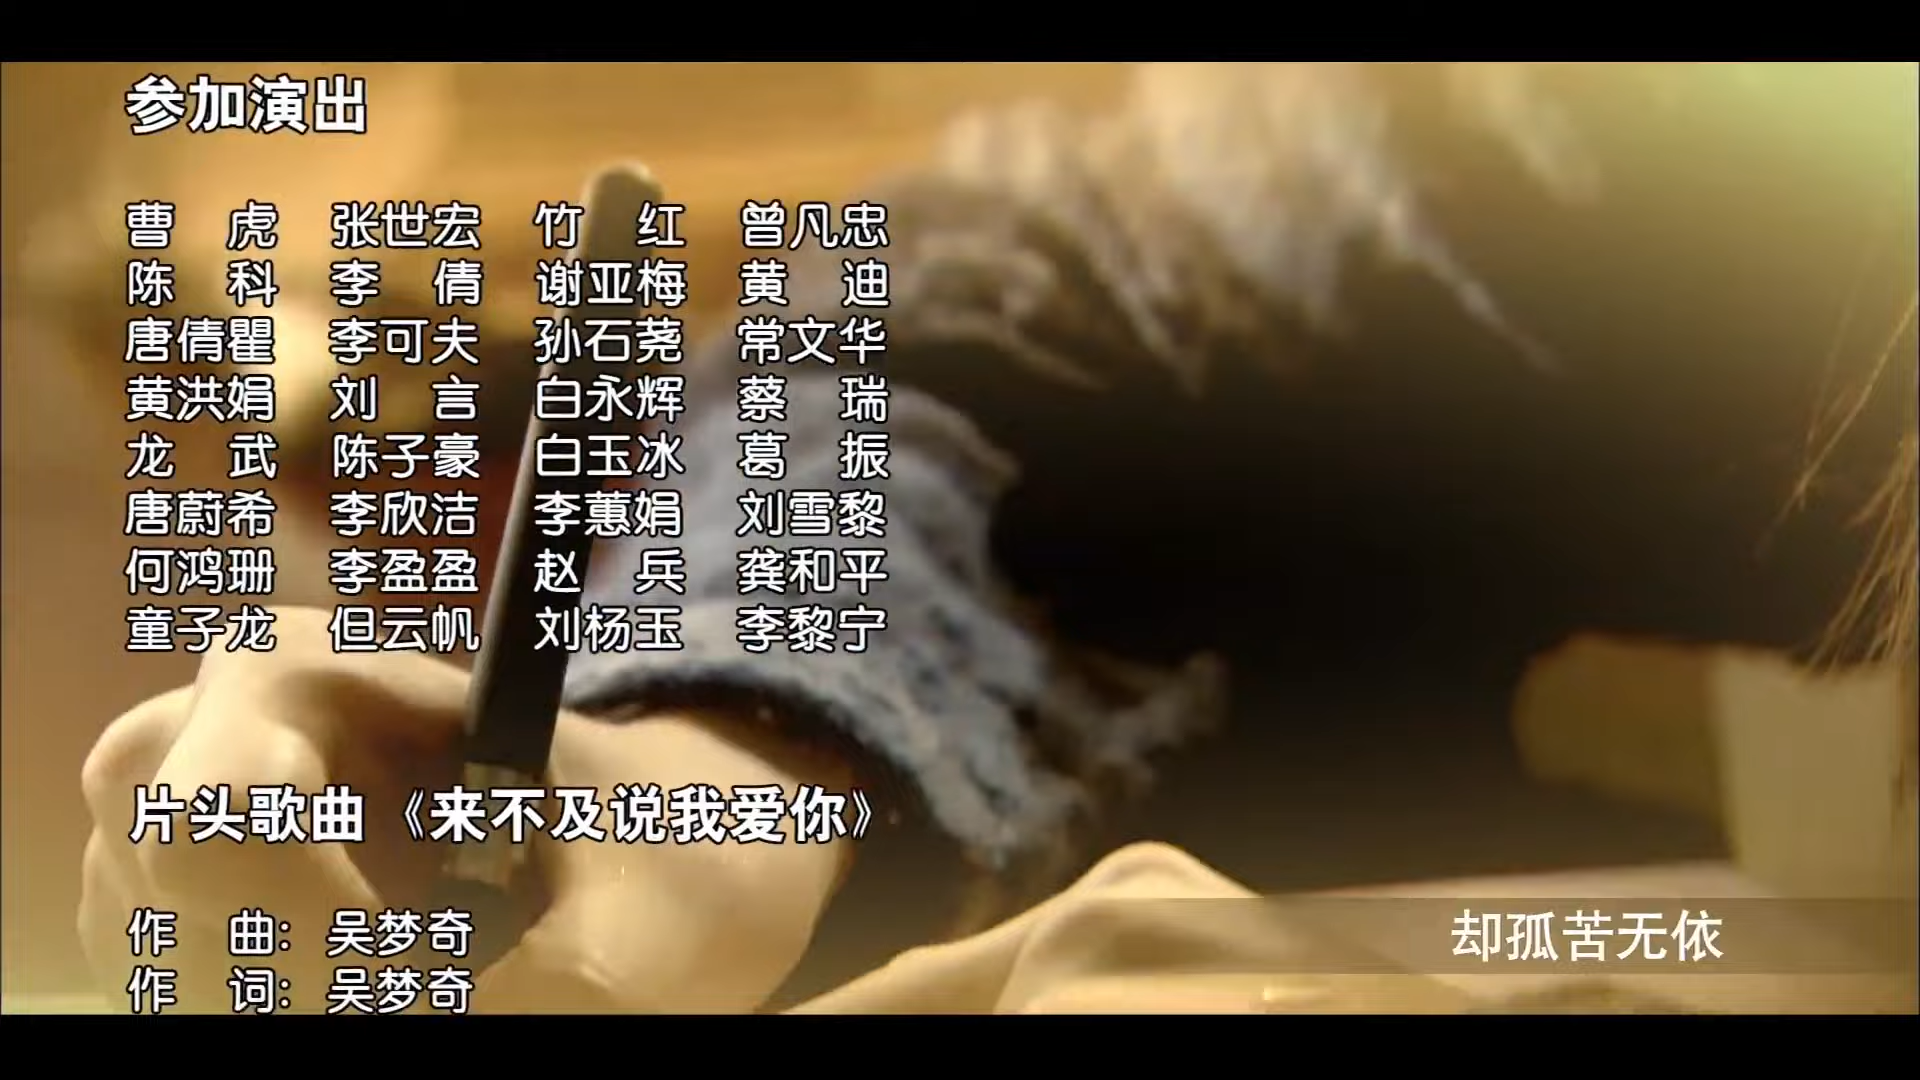 参加演出
曹　虎　张世宏　竹　红　曾凡忠
陈　科　李　倩　谢亚梅　黄　迪
唐倩瞿　李可夫　孙石荛　常文华
黄洪娟　刘　言　白永辉　蔡　瑞
龙　武　陈子豪　白玉冰　葛　振
唐蔚希　李欣洁　李蕙娟　刘雪黎
何鸿珊　李盈盈　赵　兵　龚和平
童子龙　但云帆　刘杨玉　李黎宁
片头歌曲《来不及说我爱你》
作　曲：吴梦奇
作　词：吴梦奇
却孤苦无依